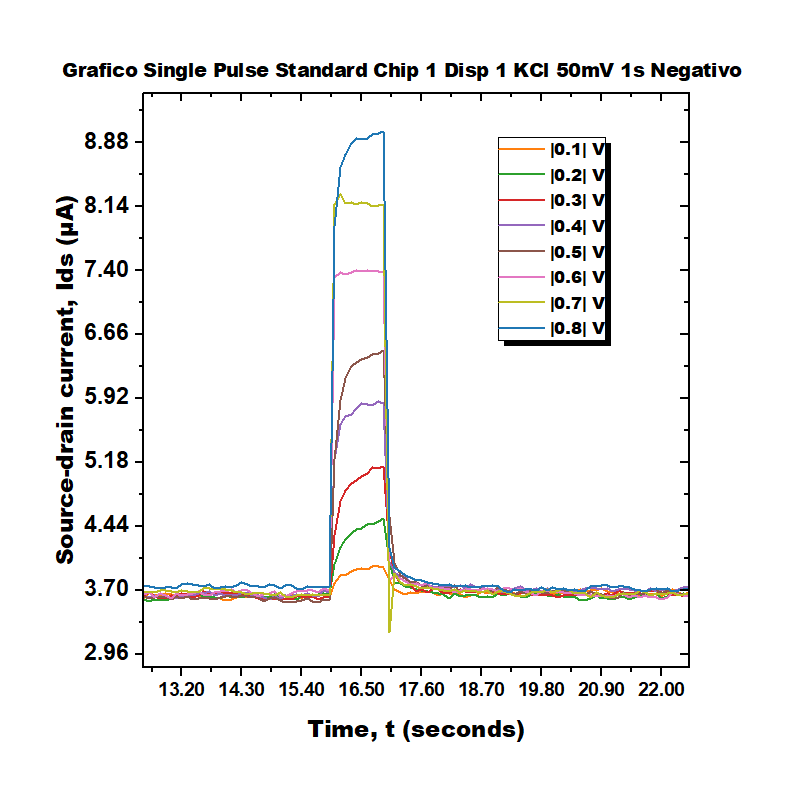 Grafico Single Pulse Standard Chip 1 Disp 1 KCl 50mV 1s Negativo
8.88
8.14
7.40
6.66
5.92
5.18
4.44
3.70
2.96
Source-drain current, Ids (µA)
|0.1| V
|0.2| V
|0.3| V
|0.4| V
|0.5| V
|0.6| V
|0.7| V
|0.8| V
13.20 14.30 15.40 16.50 17.60 18.70 19.80 20.90 22.00
Time, t (seconds)